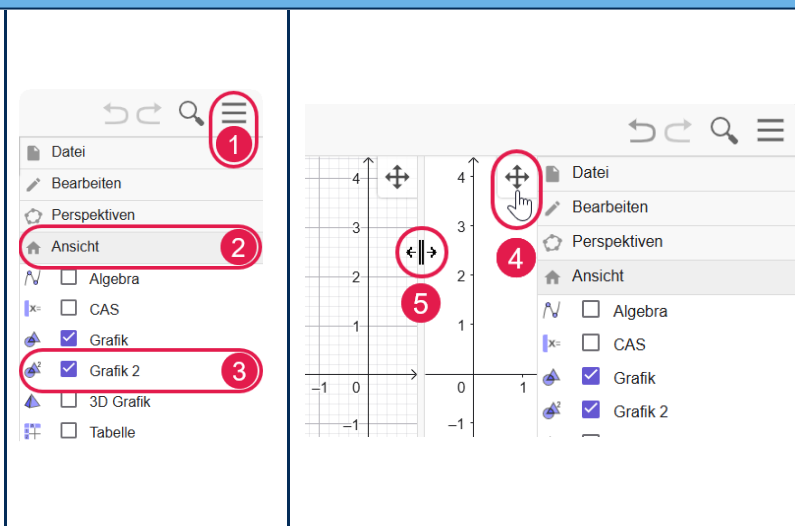 1
Datei
Bearbeiten
Perspektiven
Ansicht 2
Algebra
x= CAS
Grafik
2 Grafik 2 3
3D Grafik
Tabelle
4 4
3 3
2 2
1 1
−1 0 0 1
−1 −1
4
5
Datei
Bearbeiten
Perspektiven
Ansicht
Algebra
x= CAS
Grafik
2 Grafik 2